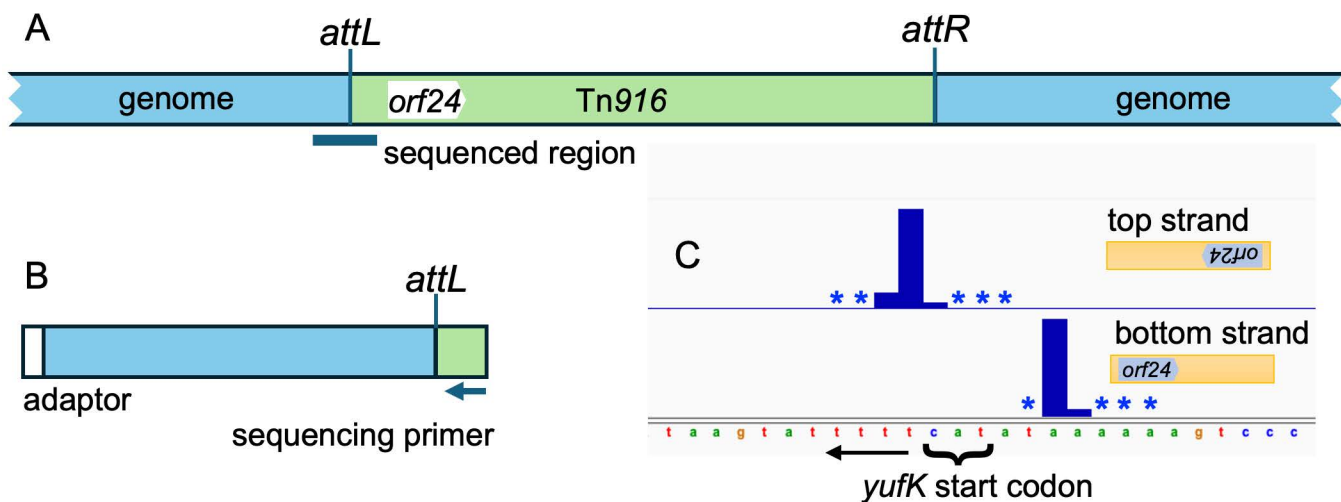 A
attL
attR
genome
orf24
Tn916
genome
sequenced region
B
attL
adaptor
sequencing primer
C
top strand
orf24
* * * * *
bottom strand
orf24
* * * *
t a a g t a t t t t t c a t a t a a a a a a g t c c c
yufK start codon